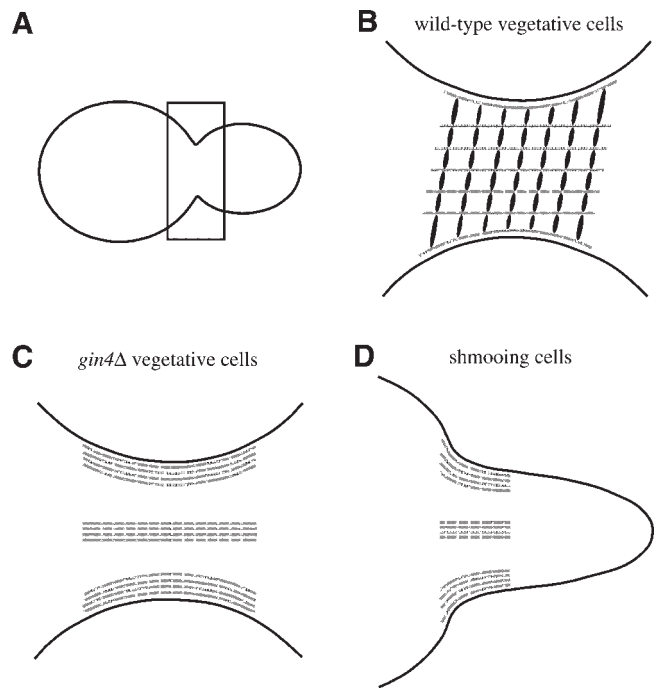 A
B
wild-type vegetative cells
C
gin4Δ vegetative cells
D
shmooing cells